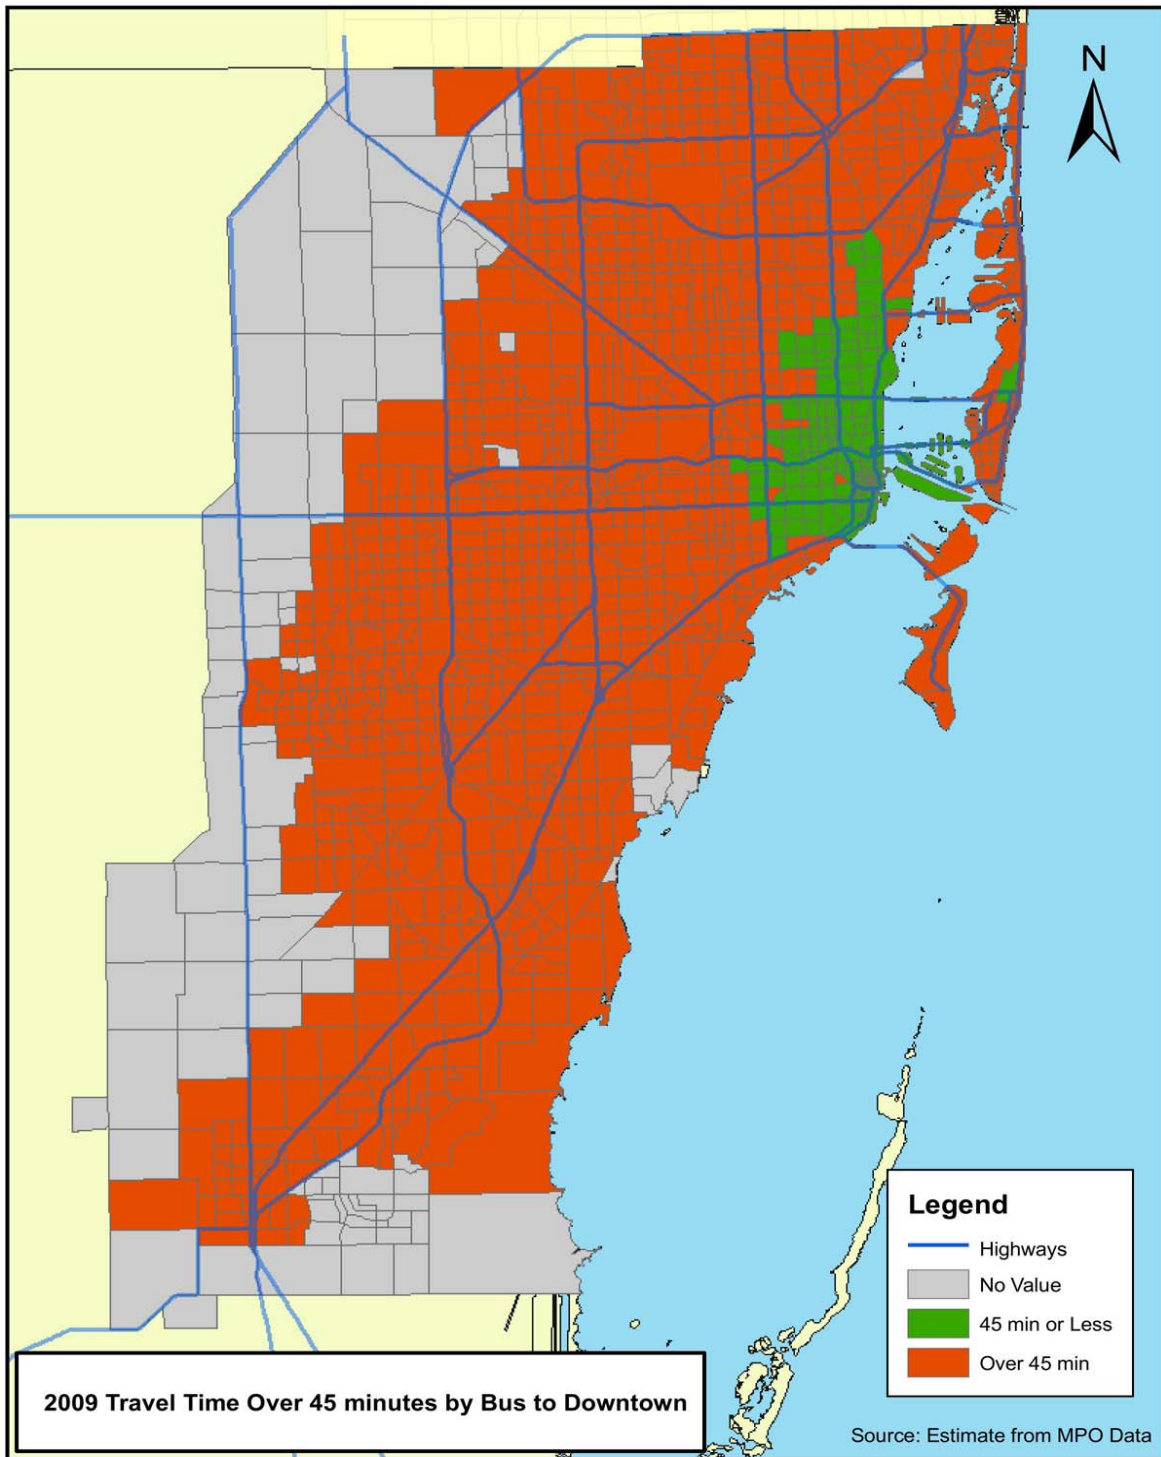 N
Legend
Highways
No Value
45 min or Less
Over 45 min
2009 Travel Time Over 45 minutes by Bus to Downtown
Source: Estimate from MPO Data